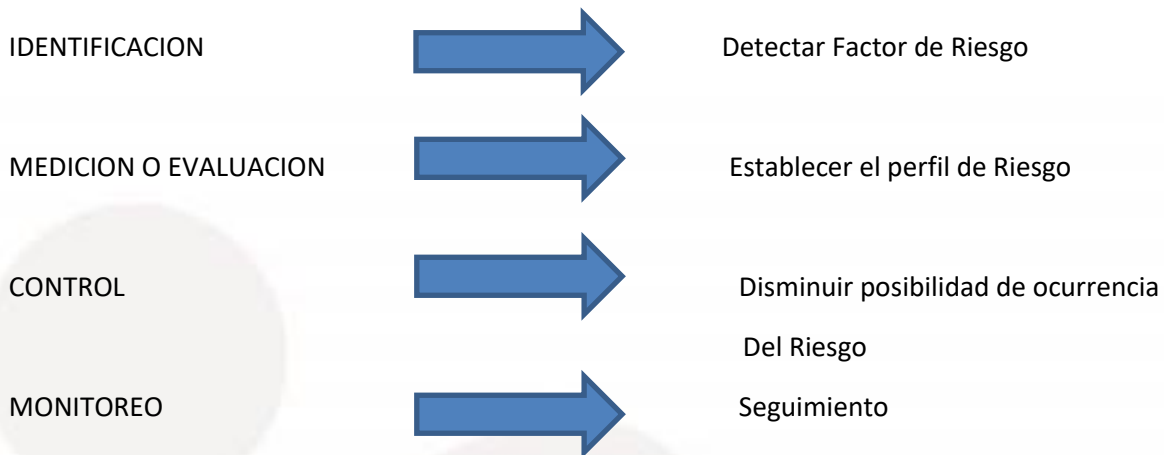 IDENTIFICACION Detectar Factor de Riesgo
MEDICION O EVALUACION Establecer el perfil de Riesgo
CONTROL Disminuir posibilidad de ocurrencia
Del Riesgo
MONITOREO Seguimiento